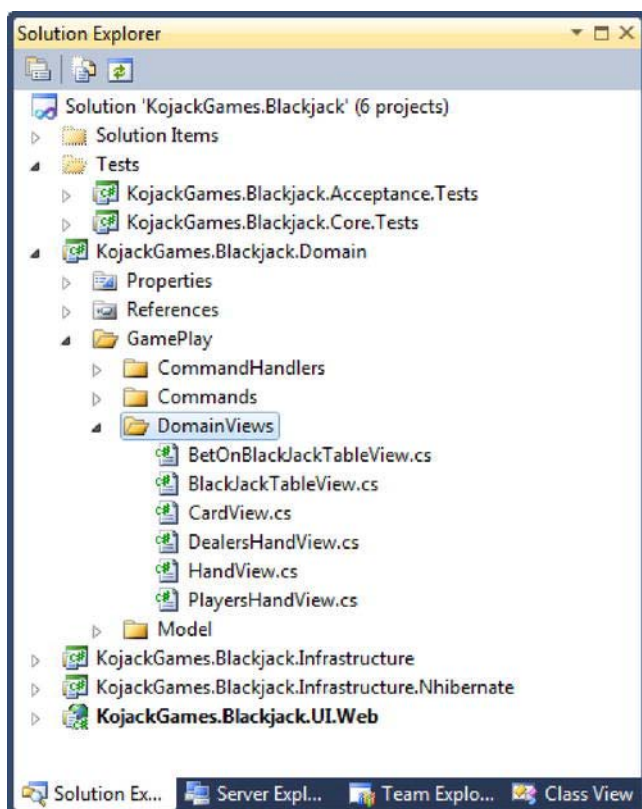 Solution Explorer
Solution 'KojackGames.Blackjack' (6 projects)
Solution Items
Tests
KojackGames.Blackjack.Acceptance.Tests
KojackGames.Blackjack.Core.Tests
KojackGames.Blackjack.Domain
Properties
References
GamePlay
CommandHandlers
Commands
DomainViews
BetOnBlackJackTableView.cs
BlackJackTableView.cs
CardView.cs
DealersHandView.cs
HandView.cs
PlayersHandView.cs
Model
KojackGames.Blackjack.Infrastructure
KojackGames.Blackjack.Infrastructure.Nhibernate
KojackGames.Blackjack.UI.Web
Solution Ex... Server Expl... Team Explo... Class View